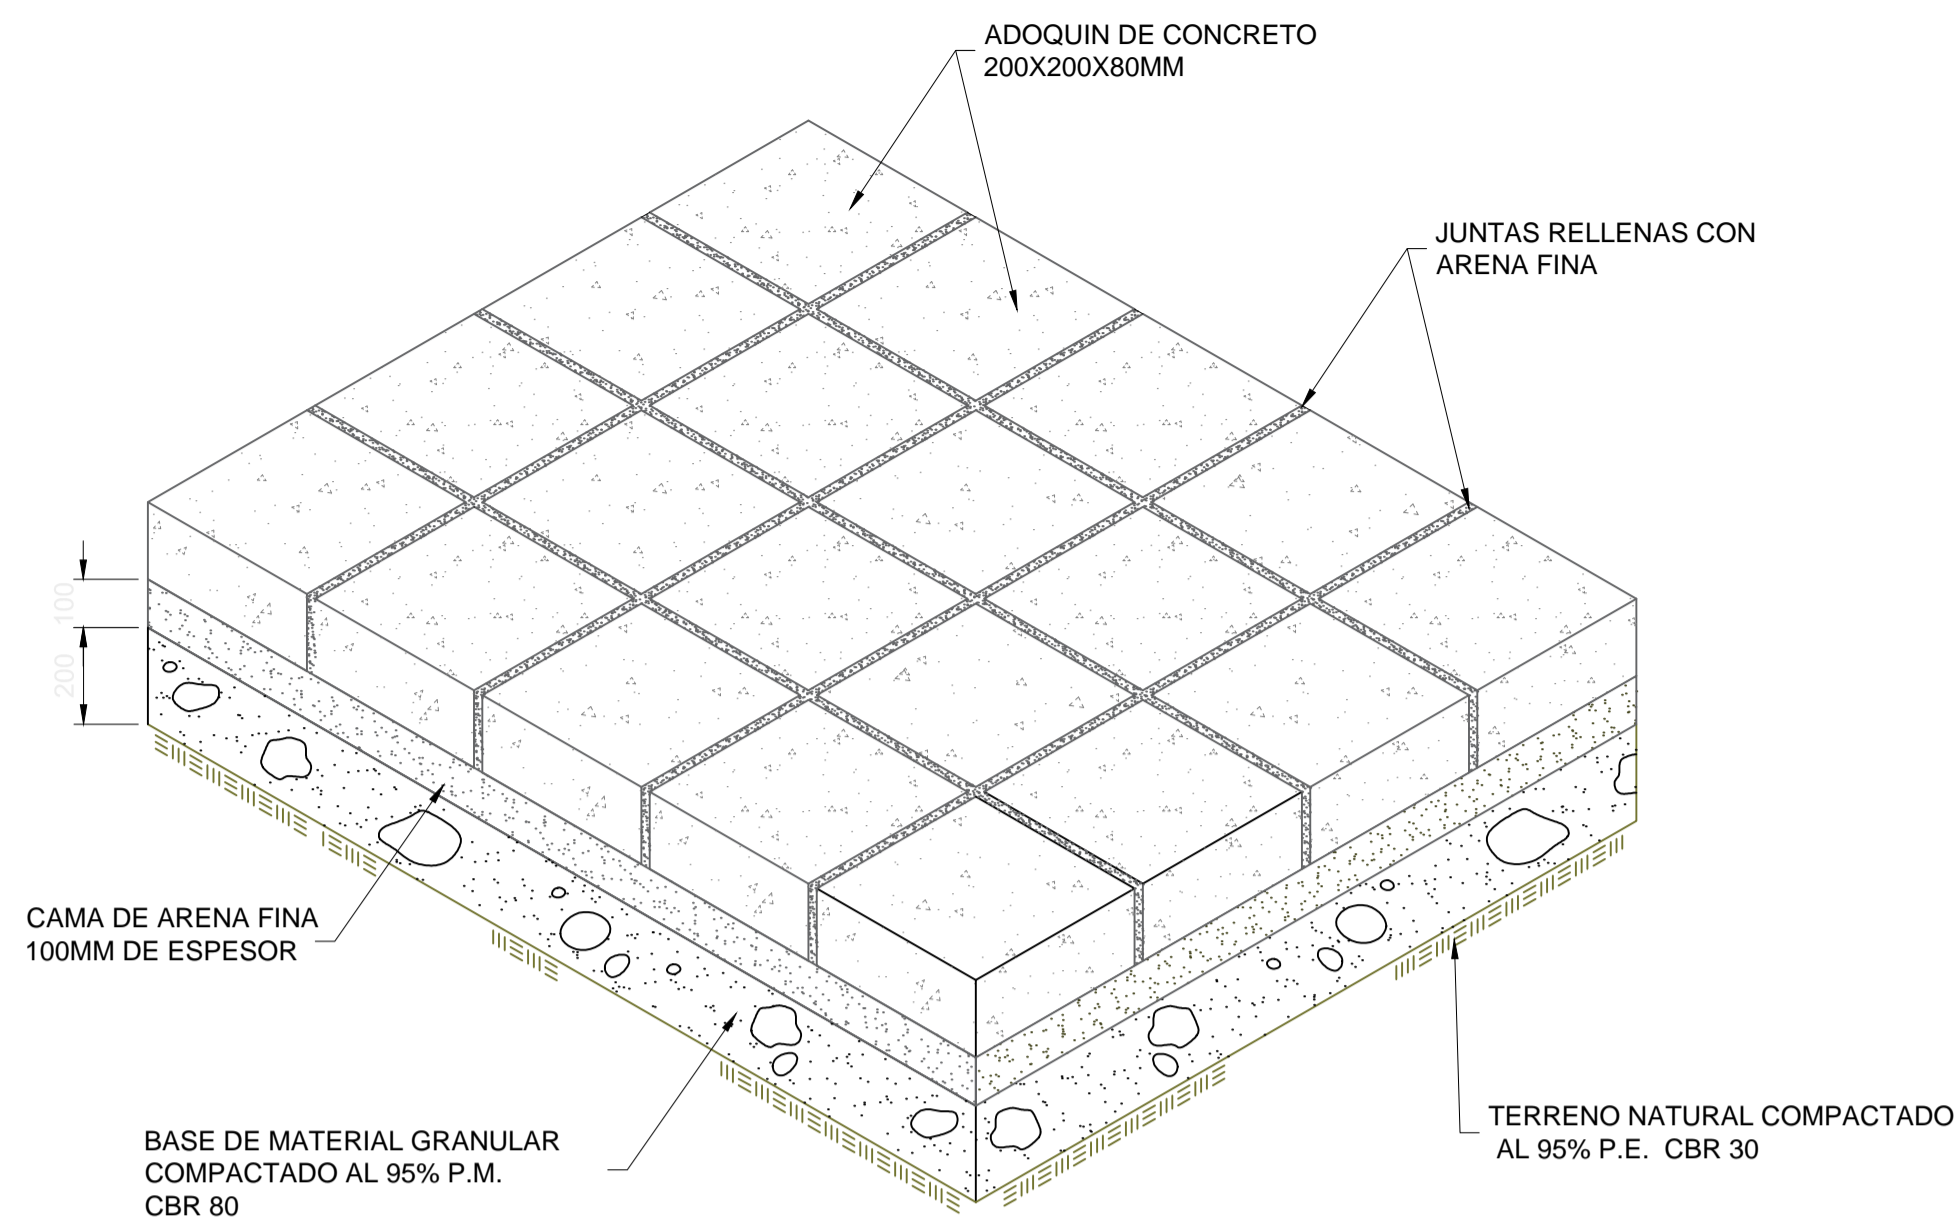 ADOQUIN DE CONCRETO
200X200X80MM
JUNTAS RELLENAS CON
ARENA FINA
100
200
CAMA DE ARENA FINA
100MM DE ESPESOR
BASE DE MATERIAL GRANULAR
COMPACTADO AL 95% P.M.
CBR 80
TERRENO NATURAL COMPACTADO
AL 95% P.E. CBR 30